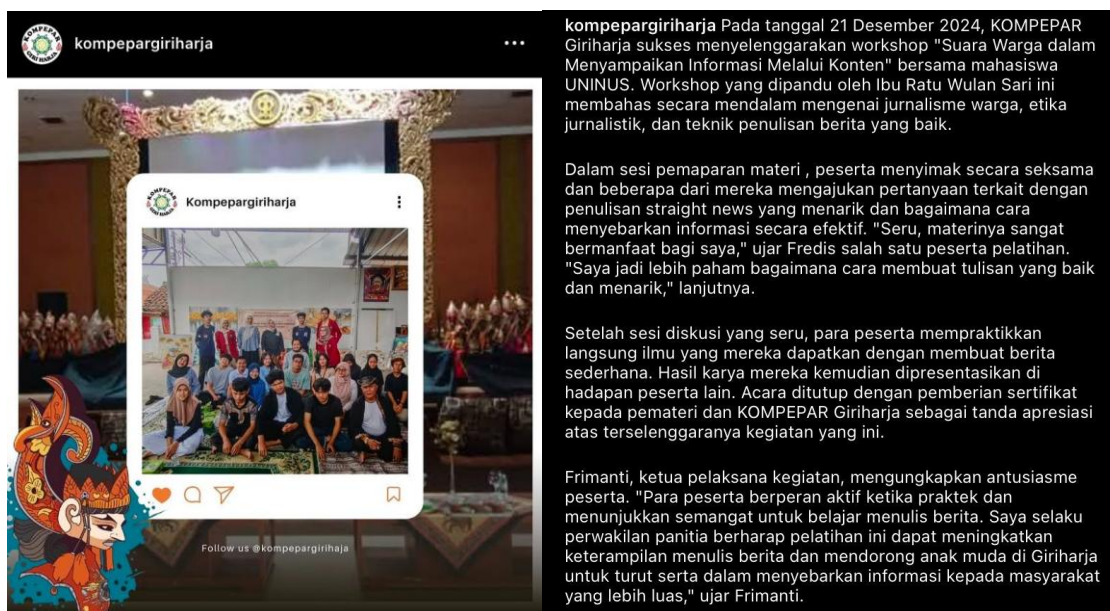 kompepargiriharja
KOMPEPAR
GIRI HARJA
Kompepargiriharja
Follow us @kompepargirihaja
kompepargiriharja Pada tanggal 21 Desember 2024, KOMPEPAR
Giriharja sukses menyelenggarakan workshop "Suara Warga dalam
Menyampaikan Informasi Melalui Konten" bersama mahasiswa
UNINUS. Workshop yang dipandu oleh Ibu Ratu Wulan Sari ini
membahas secara mendalam mengenai jurnalisme warga, etika
jurnalistik, dan teknik penulisan berita yang baik.
Dalam sesi pemaparan materi , peserta menyimak secara seksama
dan beberapa dari mereka mengajukan pertanyaan terkait dengan
penulisan straight news yang menarik dan bagaimana cara
menyebarkan informasi secara efektif. "Seru, materinya sangat
bermanfaat bagi saya," ujar Fredis salah satu peserta pelatihan.
"Saya jadi lebih paham bagaimana cara membuat tulisan yang baik
dan menarik," lanjutnya.
Setelah sesi diskusi yang seru, para peserta mempraktikkan
langsung ilmu yang mereka dapatkan dengan membuat berita
sederhana. Hasil karya mereka kemudian dipresentasikan di
hadapan peserta lain. Acara ditutup dengan pemberian sertifikat
kepada pemateri dan KOMPEPAR Giriharja sebagai tanda apresiasi
atas terselenggaranya kegiatan yang ini.
Frimanti, ketua pelaksana kegiatan, mengungkapkan antusiasme
peserta. "Para peserta berperan aktif ketika praktek dan
menunjukkan semangat untuk belajar menulis berita. Saya selaku
perwakilan panitia berharap pelatihan ini dapat meningkatkan
keterampilan menulis berita dan mendorong anak muda di Giriharja
untuk turut serta dalam menyebarkan informasi kepada masyarakat
yang lebih luas," ujar Frimanti.